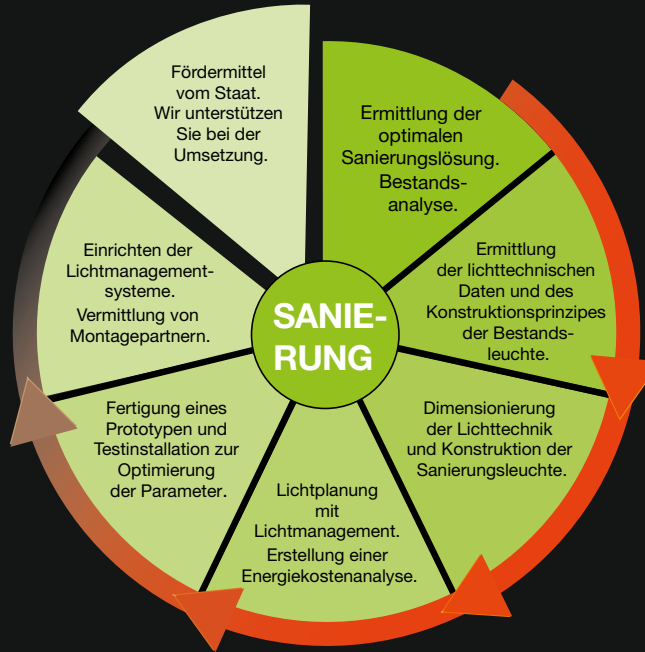 Fördermittel
vom Staat.
Wir unterstützen
Sie bei der
Umsetzung.
Ermittlung der
optimalen
Sanierungslösung.
Bestands-
analyse.
Ermittlung
der lichttechnischen
Daten und des
Konstruktionsprinzipes
der Bestands-
leuchte.
Dimensionierung
der Lichttechnik
und Konstruktion der
Sanierungsleuchte.
Lichtplanung
mit
Lichtmanagement.
Erstellung einer
Energiekostenanalyse.
Fertigung eines
Prototypen und
Testinstallation zur
Optimierung
der Parameter.
Einrichten der
Lichtmanagement-
systeme.
Vermittlung von
Montagepartnern.
SANIE-
RUNG